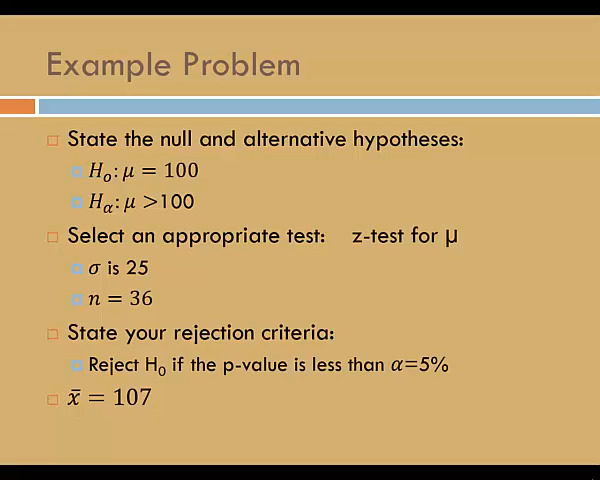 Example Problem
State the null and alternative hypotheses:
Hₒ: μ = 100
Hα: μ >100
Select an appropriate test: z-test for μ
σ is 25
n = 36
State your rejection criteria:
Reject H₀ if the p-value is less than α=5%
x̄ = 107